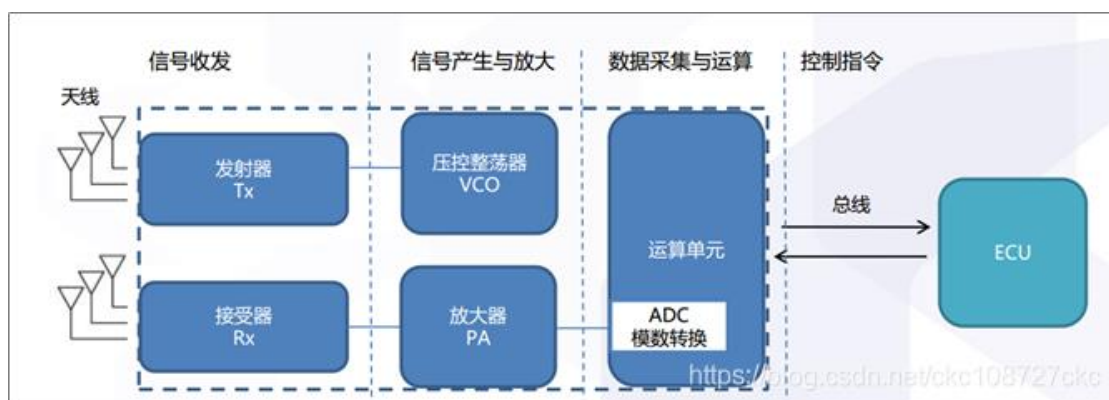 信号收发
信号产生与放大
数据采集与运算
控制指令
天线
发射器
Tx
压控整荡器
VCO
运算单元
总线
ECU
接受器
Rx
放大器
PA
ADC
模数转换
https://blog.csdn.net/ckc108727ckc